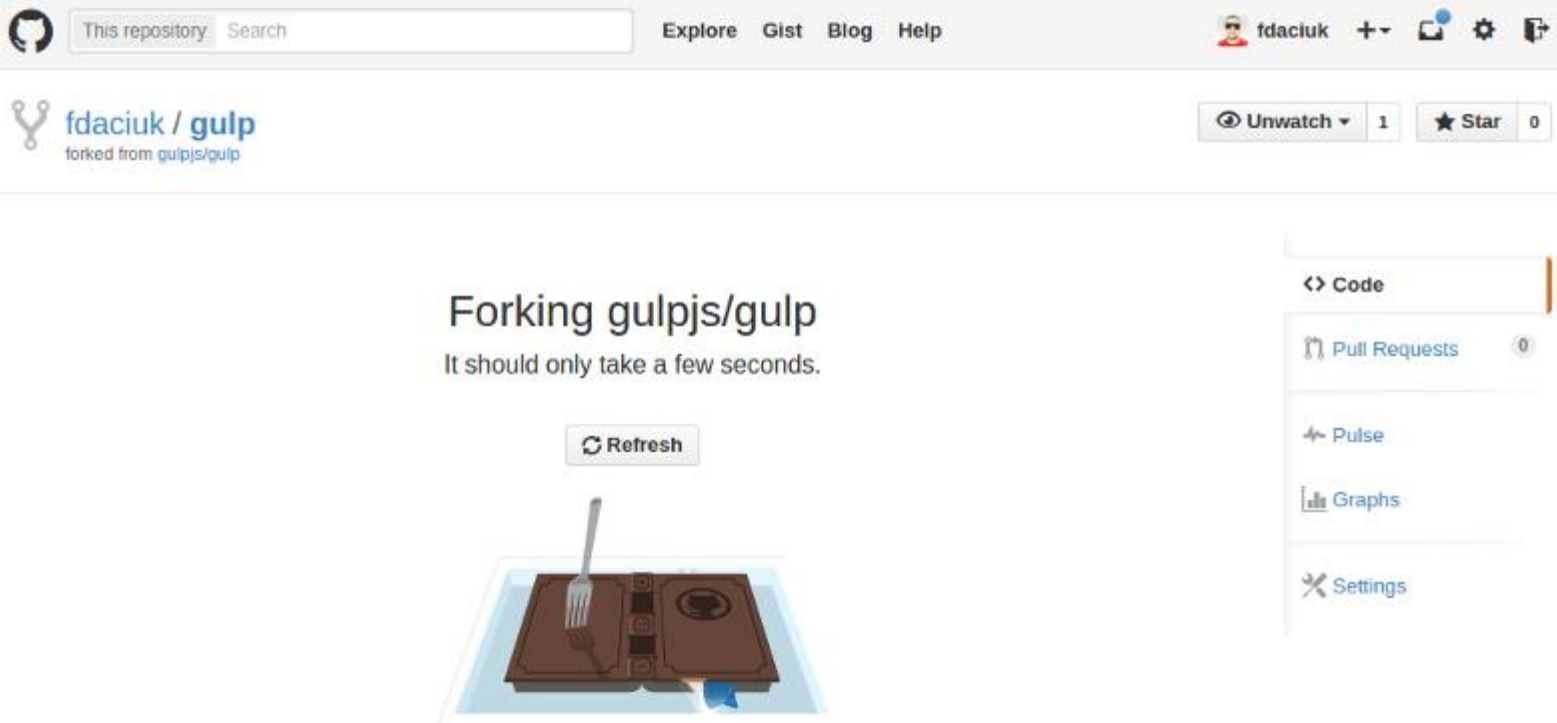 This repository Search Explore Gist Blog Help fdaciuk
fdaciuk / gulp
forked from gulpjs/gulp
Unwatch 1 Star 0
Forking gulpjs/gulp
It should only take a few seconds.
Refresh
Code
Pull Requests 0
Pulse
Graphs
Settings